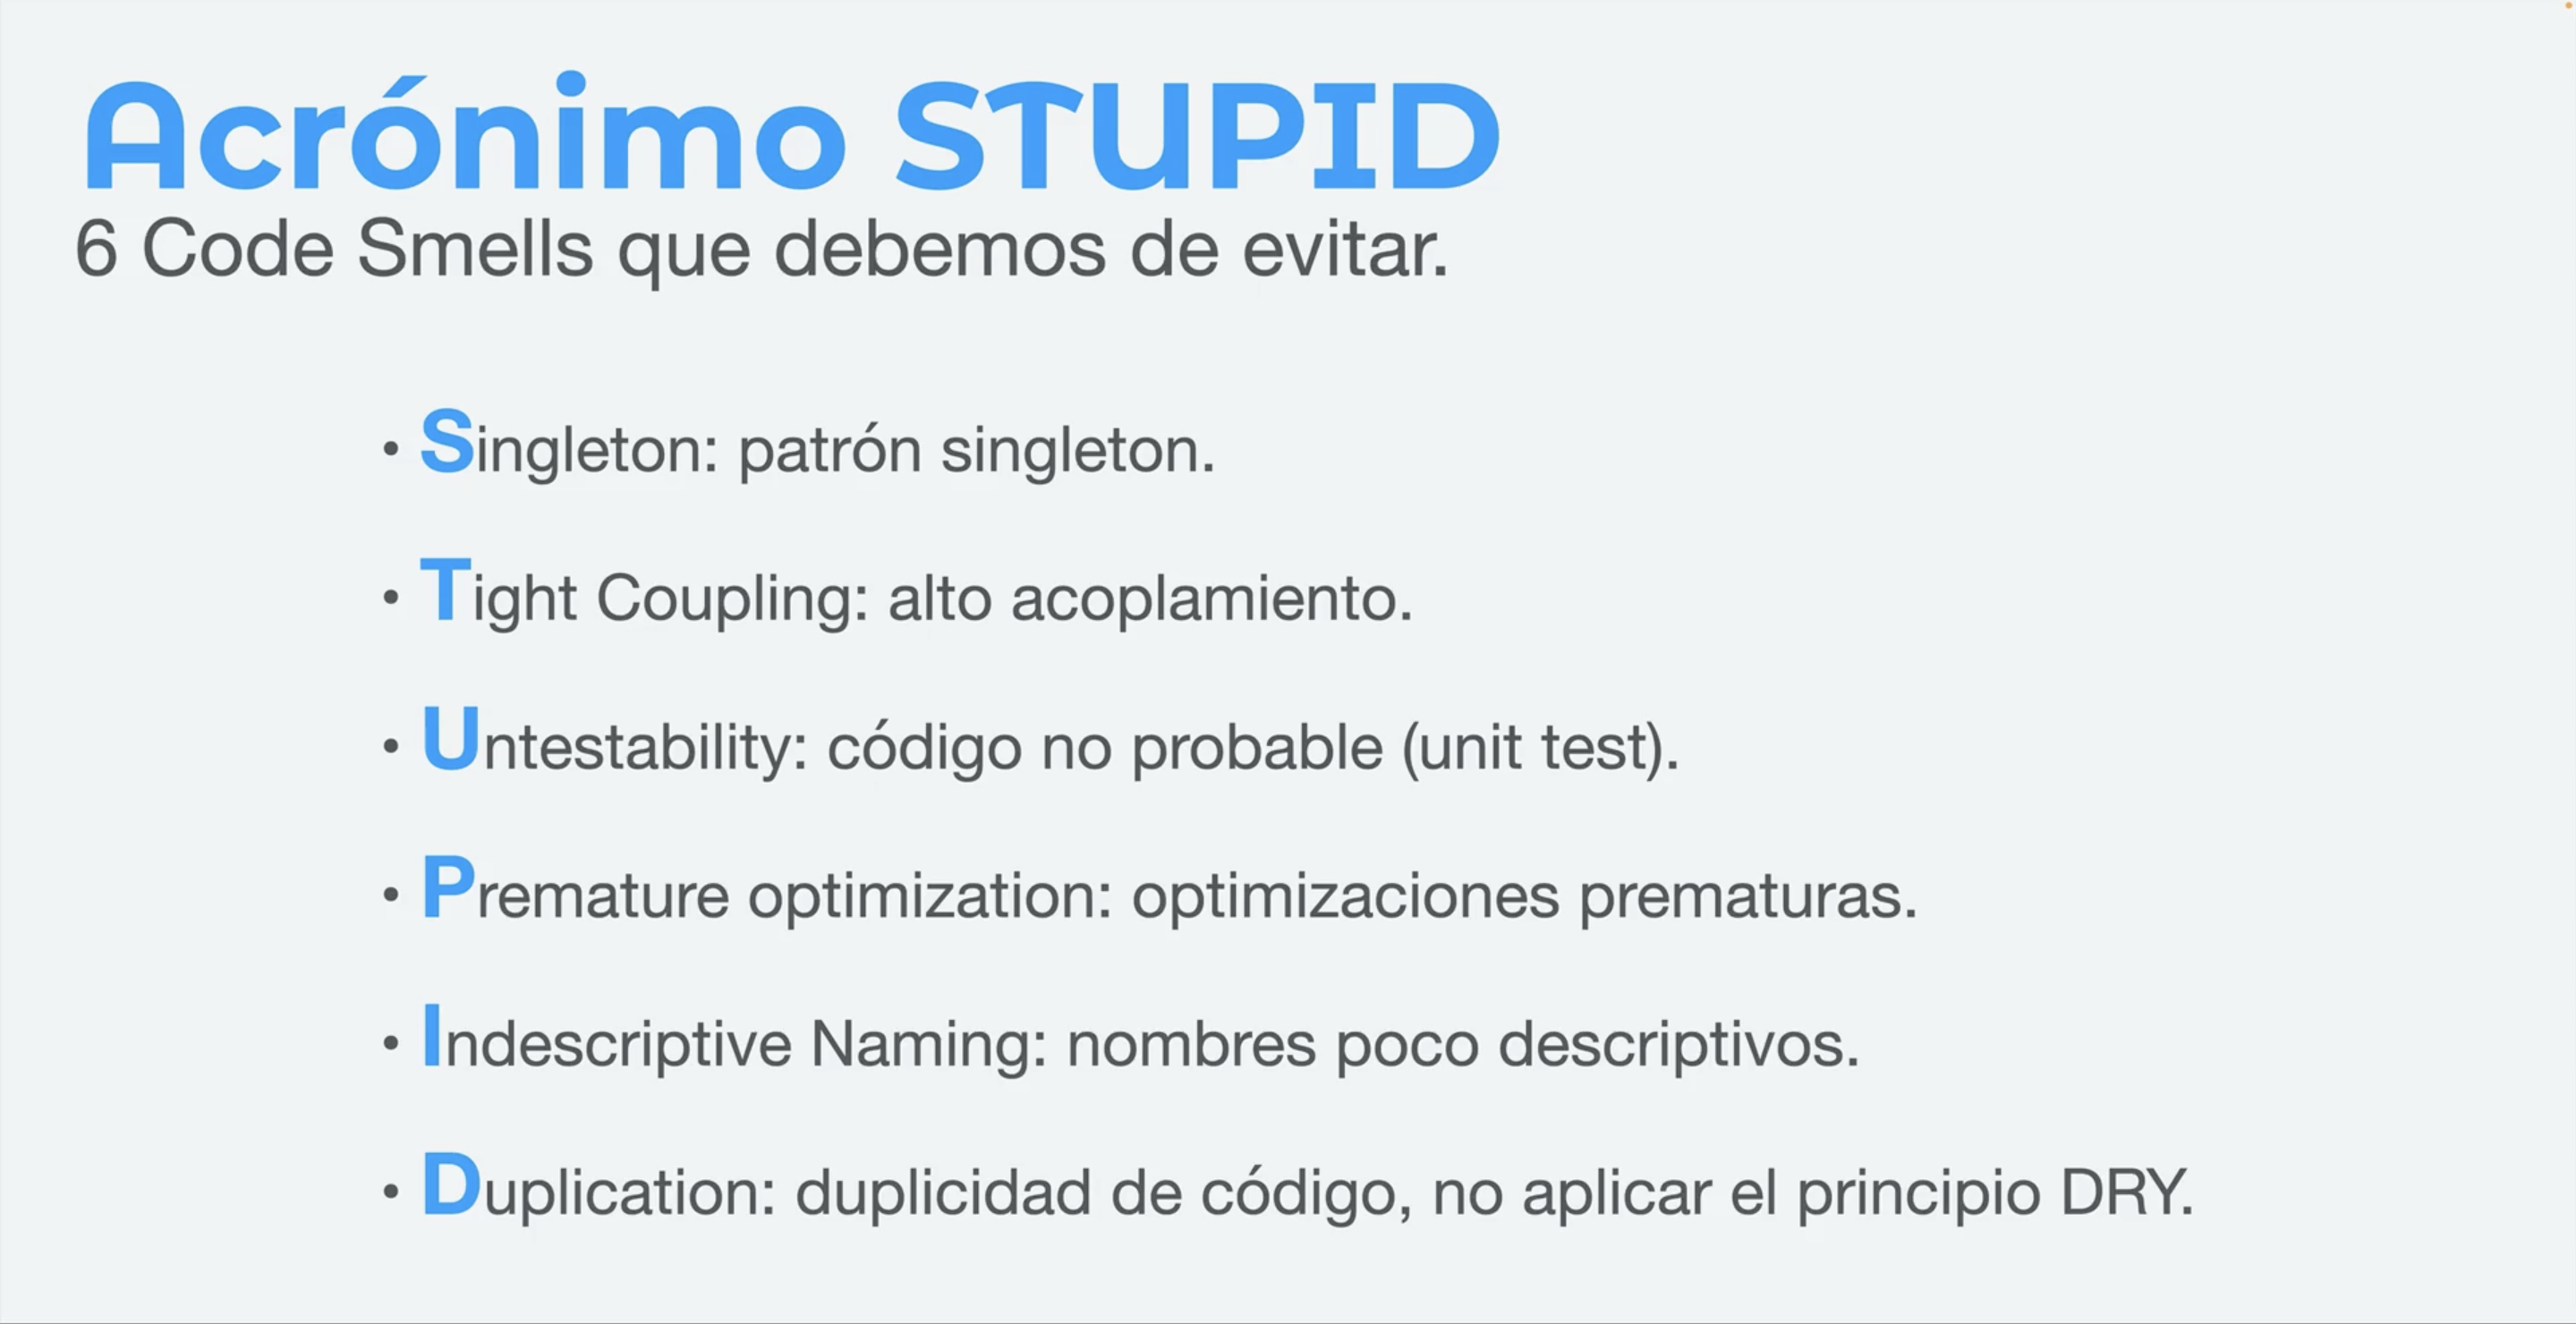 Acrónimo STUPID
6 Code Smells que debemos de evitar.
• Singleton: patrón singleton.
• Tight Coupling: alto acoplamiento.
• Untestability: código no probable (unit test).
• Premature optimization: optimizaciones prematuras.
• Indescriptive Naming: nombres poco descriptivos.
• Duplication: duplicidad de código, no aplicar el principio DRY.